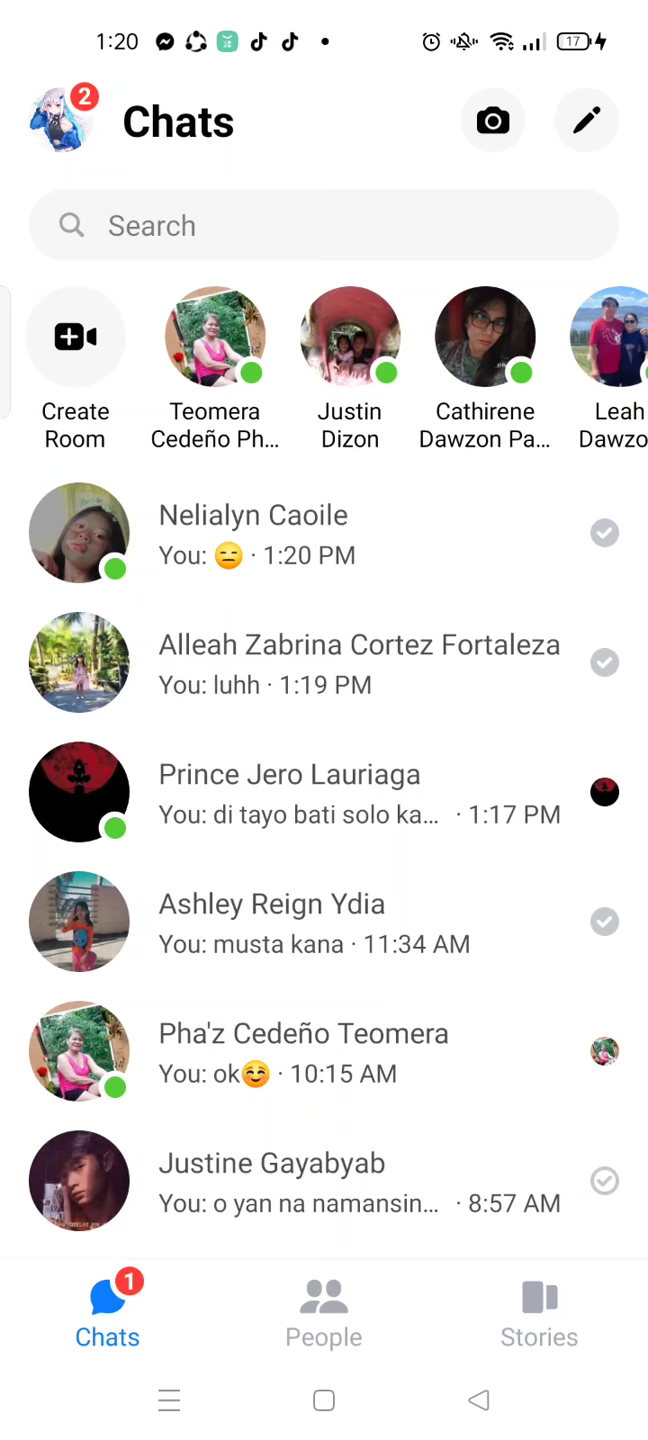 1:20
17
2
Chats
Search
Create Room
Teomera Cedeño Ph...
Justin Dizon
Cathirene Dawzon Pa...
Leah Dawzo
Nelialyn Caoile
You: 😑 · 1:20 PM
Alleah Zabrina Cortez Fortaleza
You: luhh · 1:19 PM
Prince Jero Lauriaga
You: di tayo bati solo ka... · 1:17 PM
Ashley Reign Ydia
You: musta kana · 11:34 AM
Pha'z Cedeño Teomera
You: ok☺️ · 10:15 AM
Justine Gayabyab
You: o yan na namansin... · 8:57 AM
1
Chats
People
Stories